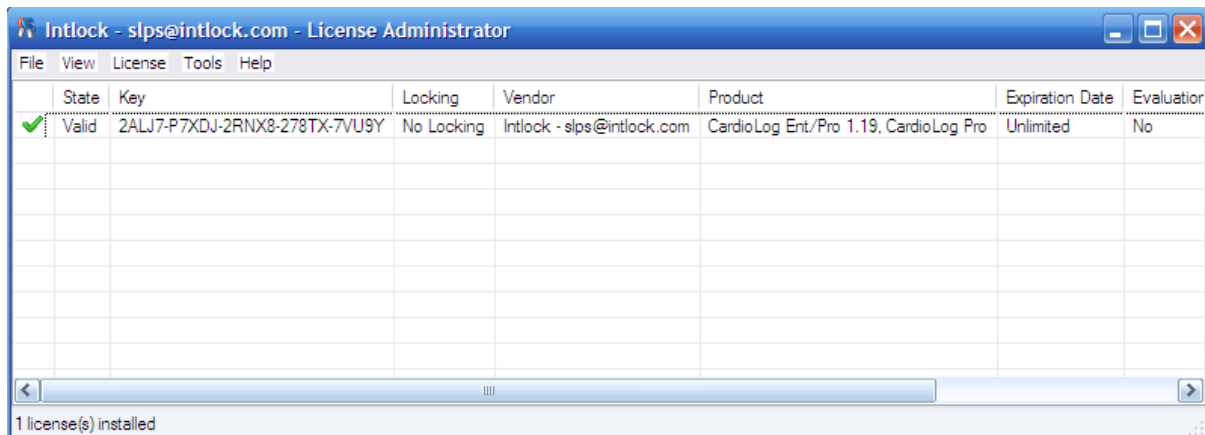 Intlock - slps@intlock.com - License Administrator
File View License Tools Help
State Key Locking Vendor Product Expiration Date Evaluation
Valid 2ALJ7-P7XDJ-2RNX8-278TX-7VU9Y No Locking Intlock - slps@intlock.com CardioLog Ent/Pro 1.19, CardioLog Pro Unlimited No
1 license(s) installed